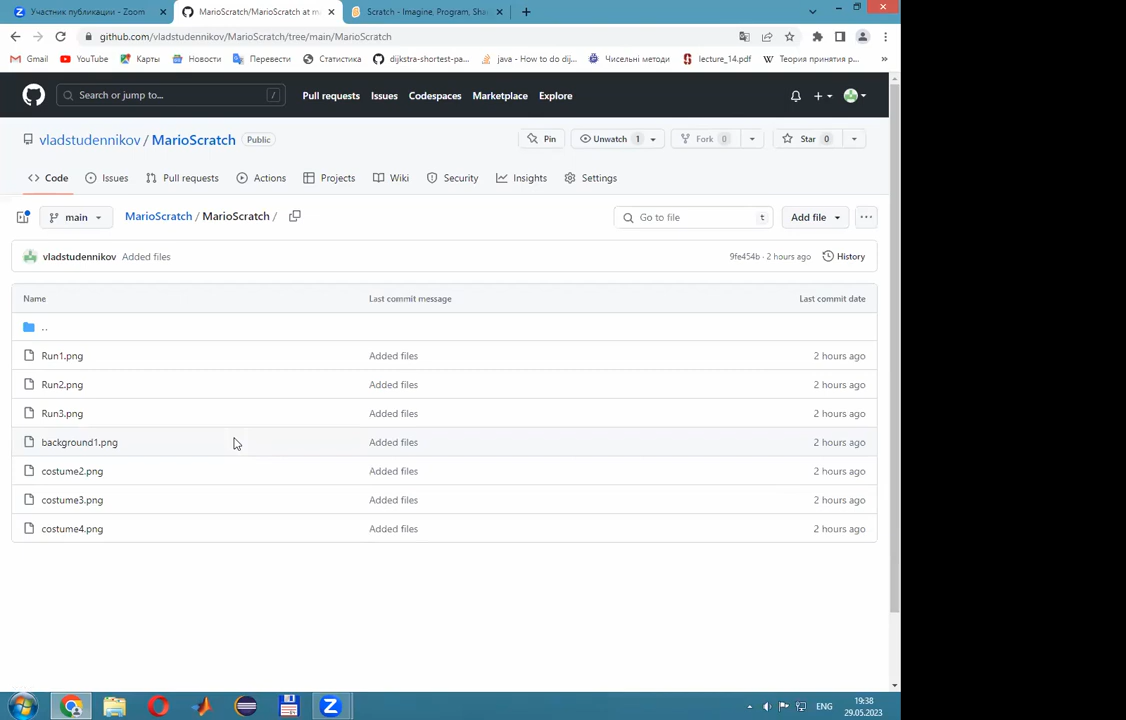 Участник публикации - Zoom
MarioScratch/MarioScratch at m
Scratch - Imagine, Program, Sha
github.com/vladstudennikov/MarioScratch/tree/main/MarioScratch
Gmail
YouTube
Карты
Новости
Перевести
Статистика
dijkstra-shortest-pa...
java - How to do dij...
Чисельні методи
lecture_14.pdf
Теория принятия р...
»
Search or jump to...
/
Pull requests
Issues
Codespaces
Marketplace
Explore
vladstudennikov / MarioScratch
Public
Pin
Unwatch 1
Fork 0
Star 0
Code
Issues
Pull requests
Actions
Projects
Wiki
Security
Insights
Settings
main
MarioScratch / MarioScratch /
Go to file
t
Add file
vladstudennikov Added files
9fe454b · 2 hours ago
History
Name
Last commit message
Last commit date
..
Run1.png Added files 2 hours ago
Run2.png Added files 2 hours ago
Run3.png Added files 2 hours ago
background1.png Added files 2 hours ago
costume2.png Added files 2 hours ago
costume3.png Added files 2 hours ago
costume4.png Added files 2 hours ago
ENG
19:38
29.05.2023